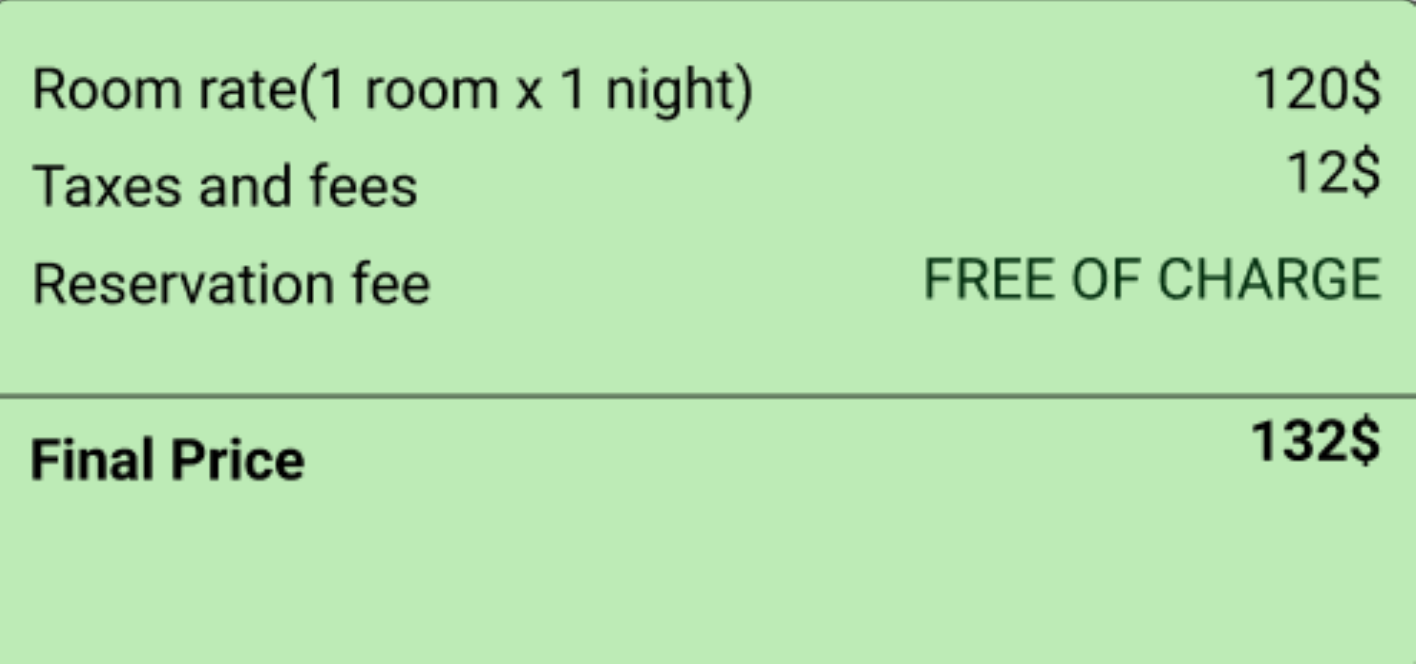 Room rate(1 room x 1 night) 120$
Taxes and fees 12$
Reservation fee FREE OF CHARGE
Final Price 132$